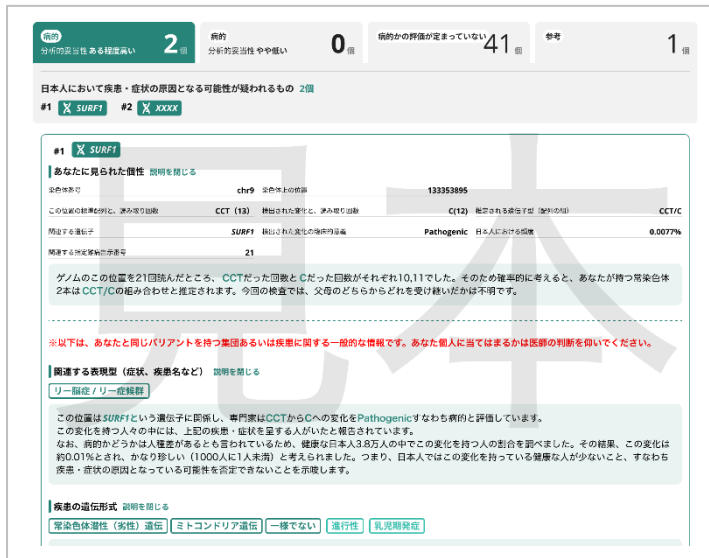 病的
分析的妥当性 ある程度高い 2個
病的
分析的妥当性 やや低い 0個
病的かの評価が定まっていない 41個
参考 1個
日本人において疾患・症状の原因となる可能性が疑われるもの 2個
#1 SURF1 #2 XXXX
#1 SURF1
あなたに見られた個性 説明を閉じる
染色体番号 chr9 染色体上の位置 133353895
この位置の標準配列と、読み取り回数 CCT (13) 検出された変化と、読み取り回数 C(12) 推定される遺伝子型（配列の組） CCT/C
関連する遺伝子 SURF1 検出された変化の臨床的意義 Pathogenic 日本人における頻度 0.0077%
関連する指定難病告示番号 21
ゲノムのこの位置を21回読んだところ、CCTだった回数とCだった回数がそれぞれ10,11でした。そのため確率的に考えると、あなたが持つ常染色体
2本はCCT/Cの組み合わせと推定されます。今回の検査では、父母のどちらからどれを受け継いだかは不明です。
※以下は、あなたと同じバリアントを持つ集団あるいは疾患に関する一般的な情報です。あなた個人に当てはまるかは医師の判断を仰いでください。
関連する表現型（症状、疾患名など） 説明を閉じる
リー脳症 / リー症候群
この位置はSURF1という遺伝子に関係し、専門家はCCTからCへの変化をPathogenicすなわち病的と評価しています。
この変化を持つ人々の中には、上記の疾患・症状を呈する人がいたと報告されています。
なお、病的かどうかは人種差があるとも言われているため、健康な日本人3.8万人の中でこの変化を持つ人の割合を調べました。その結果、この変化は
約0.01%とされ、かなり珍しい（1000人に1人未満）と考えられました。つまり、日本人ではこの変化を持っている健康な人が少ないこと、すなわち
疾患・症状の原因となっている可能性を否定できないことを示唆します。
疾患の遺伝形式 説明を閉じる
常染色体潜性（劣性）遺伝 ミトコンドリア遺伝 一様でない 進行性 乳児期発症
見本